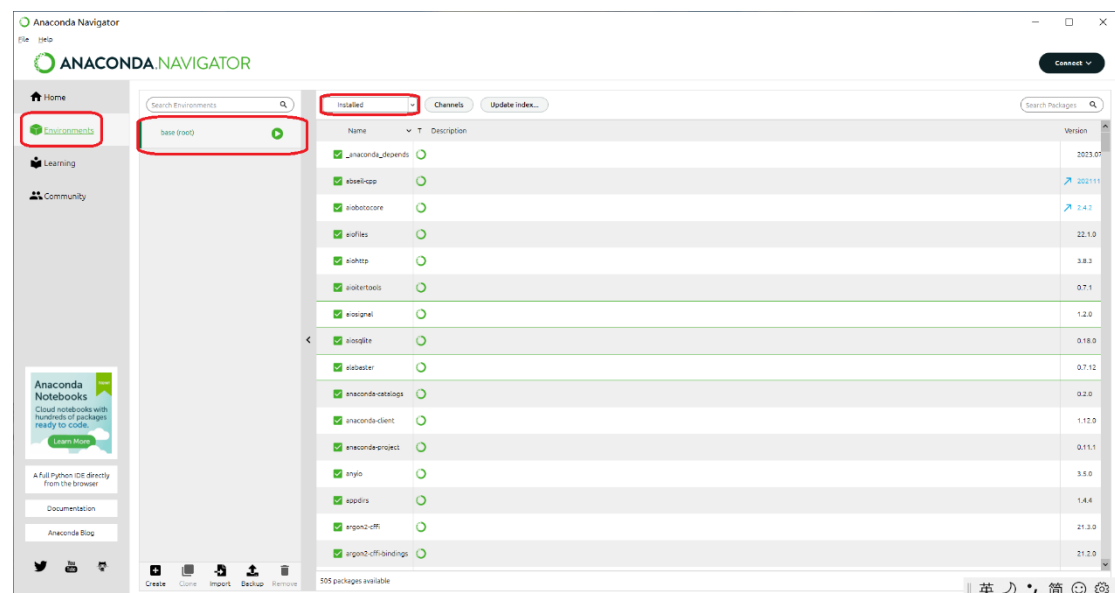 Anaconda Navigator
File Help
ANACONDA.NAVIGATOR
Connect
Home
Environments
Learning
Community
Search Environments
base (root)
Installed
Channels
Update index...
Search Packages
Name T Description Version
_anaconda_depends 2023.07
abseil-cpp 202111
aiobotocore 2.4.2
aiofiles 22.1.0
aiohttp 3.8.3
aioitertools 0.7.1
aiosignal 1.2.0
aiosqlite 0.18.0
alabaster 0.7.12
anaconda-catalogs 0.2.0
anaconda-client 1.12.0
anaconda-project 0.11.1
anyio 3.5.0
appdirs 1.4.4
argon2-cffi 21.3.0
argon2-cffi-bindings 21.2.0
Anaconda
Notebooks
Cloud notebooks with
hundreds of packages
ready to code.
Learn More
A full Python IDE directly
from the browser
Documentation
Anaconda Blog
You
Tube
Create Clone Import Backup Remove
505 packages available
英 简